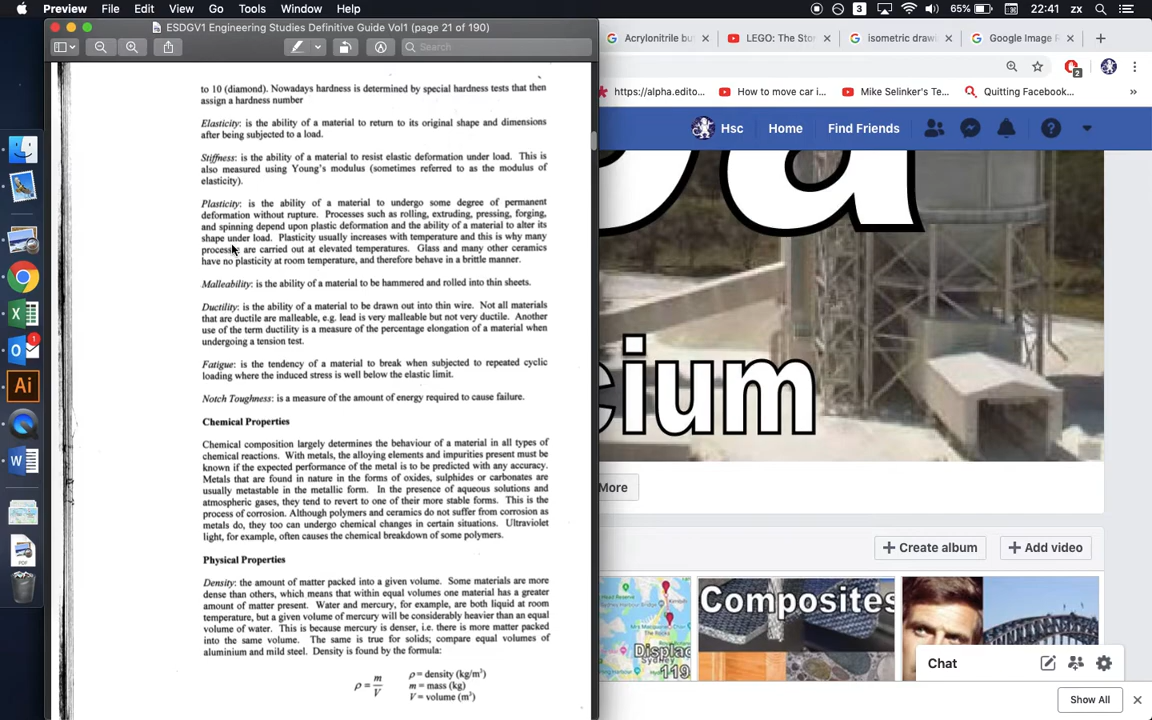 Preview File Edit View Go Tools Window Help 3 65% 22:41 zx
ESDGV1 Engineering Studies Definitive Guide Vol1 (page 21 of 190)
Search
Acrylonitrile bu
LEGO: The Sto
isometric drawi
Google Image R
https://alpha.edito...
How to move car i...
Mike Selinker's Te...
Quitting Facebook...
2
Hsc Home Find Friends
to 10 (diamond). Nowadays hardness is determined by special hardness tests that then
assign a hardness number
Elasticity: is the ability of a material to return to its original shape and dimensions
after being subjected to a load.
Stiffness: is the ability of a material to resist elastic deformation under load. This is
also measured using Young's modulus (sometimes referred to as the modulus of
elasticity).
Plasticity: is the ability of a material to undergo some degree of permanent
deformation without rupture. Processes such as rolling, extruding, pressing, forging,
and spinning depend upon plastic deformation and the ability of a material to alter its
shape under load. Plasticity usually increases with temperature and this is why many
processes are carried out at elevated temperatures. Glass and many other ceramics
have no plasticity at room temperature, and therefore behave in a brittle manner.
Malleability: is the ability of a material to be hammered and rolled into thin sheets.
Ductility: is the ability of a material to be drawn out into thin wire. Not all materials
that are ductile are malleable, e.g. lead is very malleable but not very ductile. Another
use of the term ductility is a measure of the percentage elongation of a material when
undergoing a tension test.
Fatigue: is the tendency of a material to break when subjected to repeated cyclic
loading where the induced stress is well below the elastic limit.
Notch Toughness: is a measure of the amount of energy required to cause failure.
Chemical Properties
Chemical composition largely determines the behaviour of a material in all types of
chemical reactions. With metals, the alloying elements and impurities present must be
known if the expected performance of the metal is to be predicted with any accuracy.
Metals that are found in nature in the forms of oxides, sulphides or carbonates are
usually metastable in the metallic form. In the presence of aqueous solutions and
atmospheric gases, they tend to revert to one of their more stable forms. This is the
process of corrosion. Although polymers and ceramics do not suffer from corrosion as
metals do, they too can undergo chemical changes in certain situations. Ultraviolet
light, for example, often causes the chemical breakdown of some polymers.
Physical Properties
Density: the amount of matter packed into a given volume. Some materials are more
dense than others, which means that within equal volumes one material has a greater
amount of matter present. Water and mercury, for example, are both liquid at room
temperature, but a given volume of mercury will be considerably heavier than an equal
volume of water. This is because mercury is denser, i.e. there is more matter packed
into the same volume. The same is true for solids; compare equal volumes of
aluminium and mild steel. Density is found by the formula:
ρ = m/V
ρ = density (kg/m³)
m = mass (kg)
V = volume (m³)
cium
More
Create album
Add video
Composites
Displac
SYDNEY
119
Chat
Show All
Ai
1
PDF